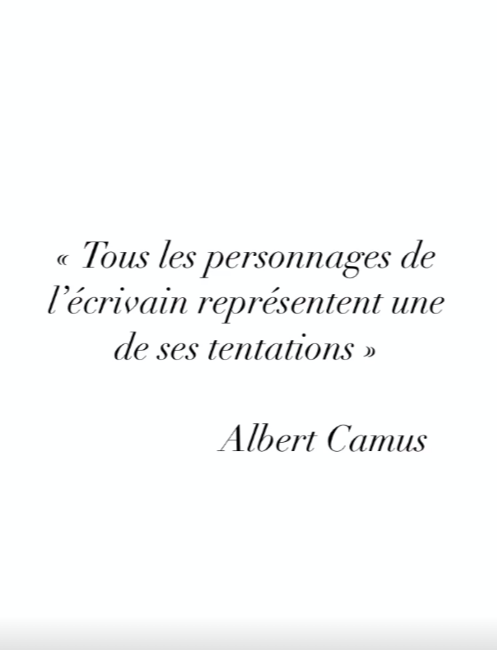 « Tous les personnages de
l’écrivain représentent une
de ses tentations »
Albert Camus